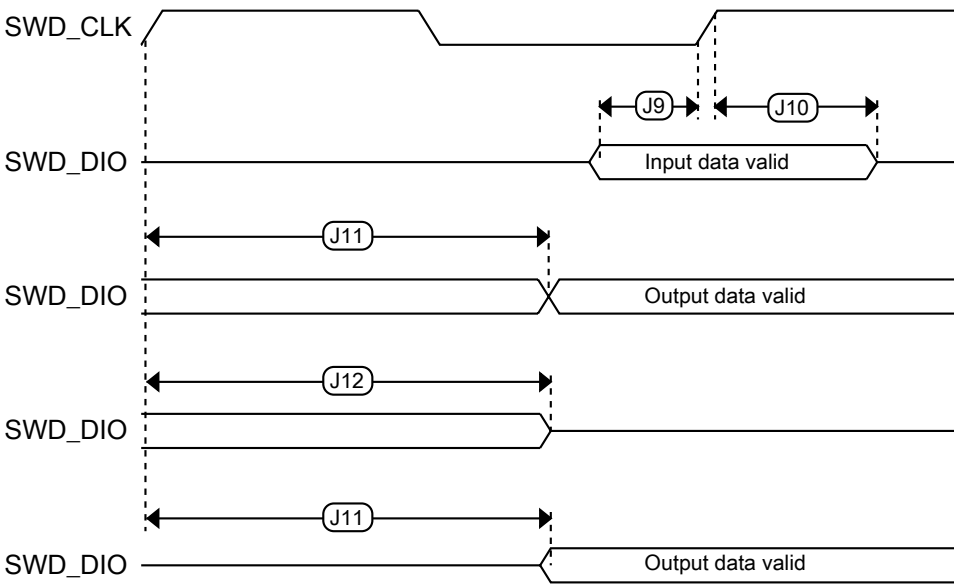 SWD_CLK
J9
J10
SWD_DIO
Input data valid
J11
SWD_DIO
Output data valid
J12
SWD_DIO
J11
SWD_DIO
Output data valid